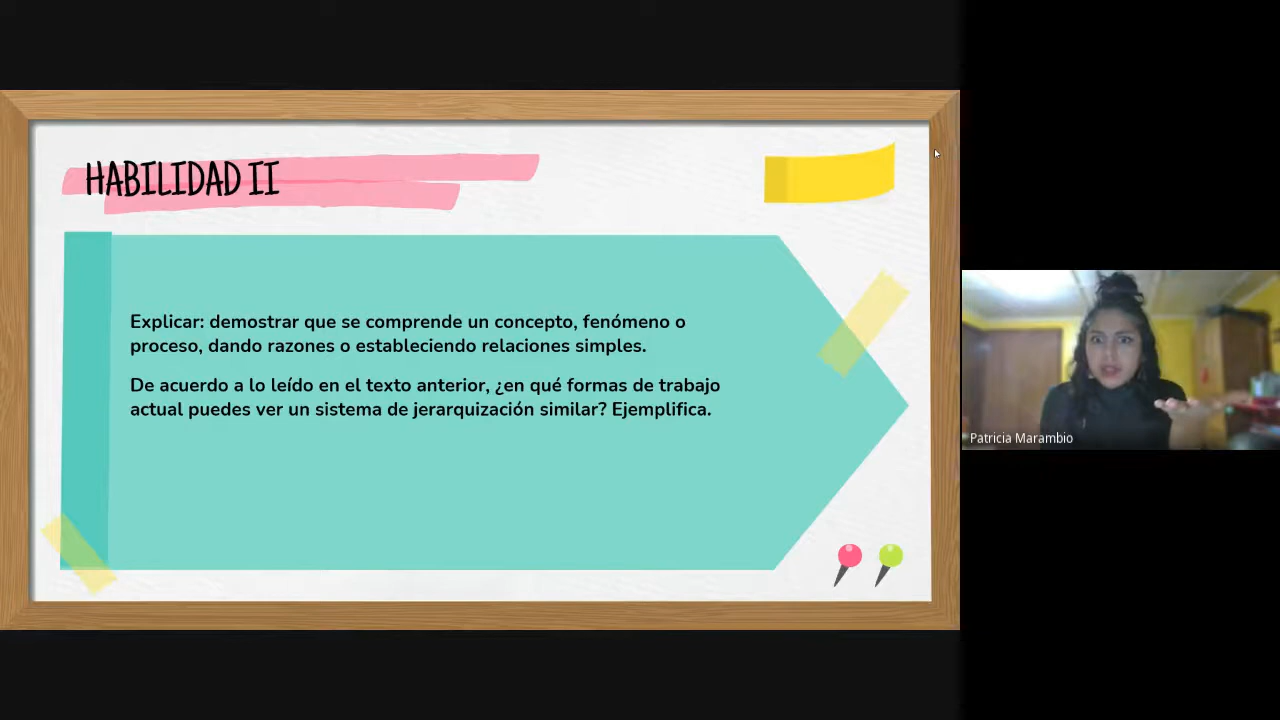 HABILIDAD II
Explicar: demostrar que se comprende un concepto, fenómeno o
proceso, dando razones o estableciendo relaciones simples.
De acuerdo a lo leído en el texto anterior, ¿en qué formas de trabajo
actual puedes ver un sistema de jerarquización similar? Ejemplifica.
Patricia Marambio